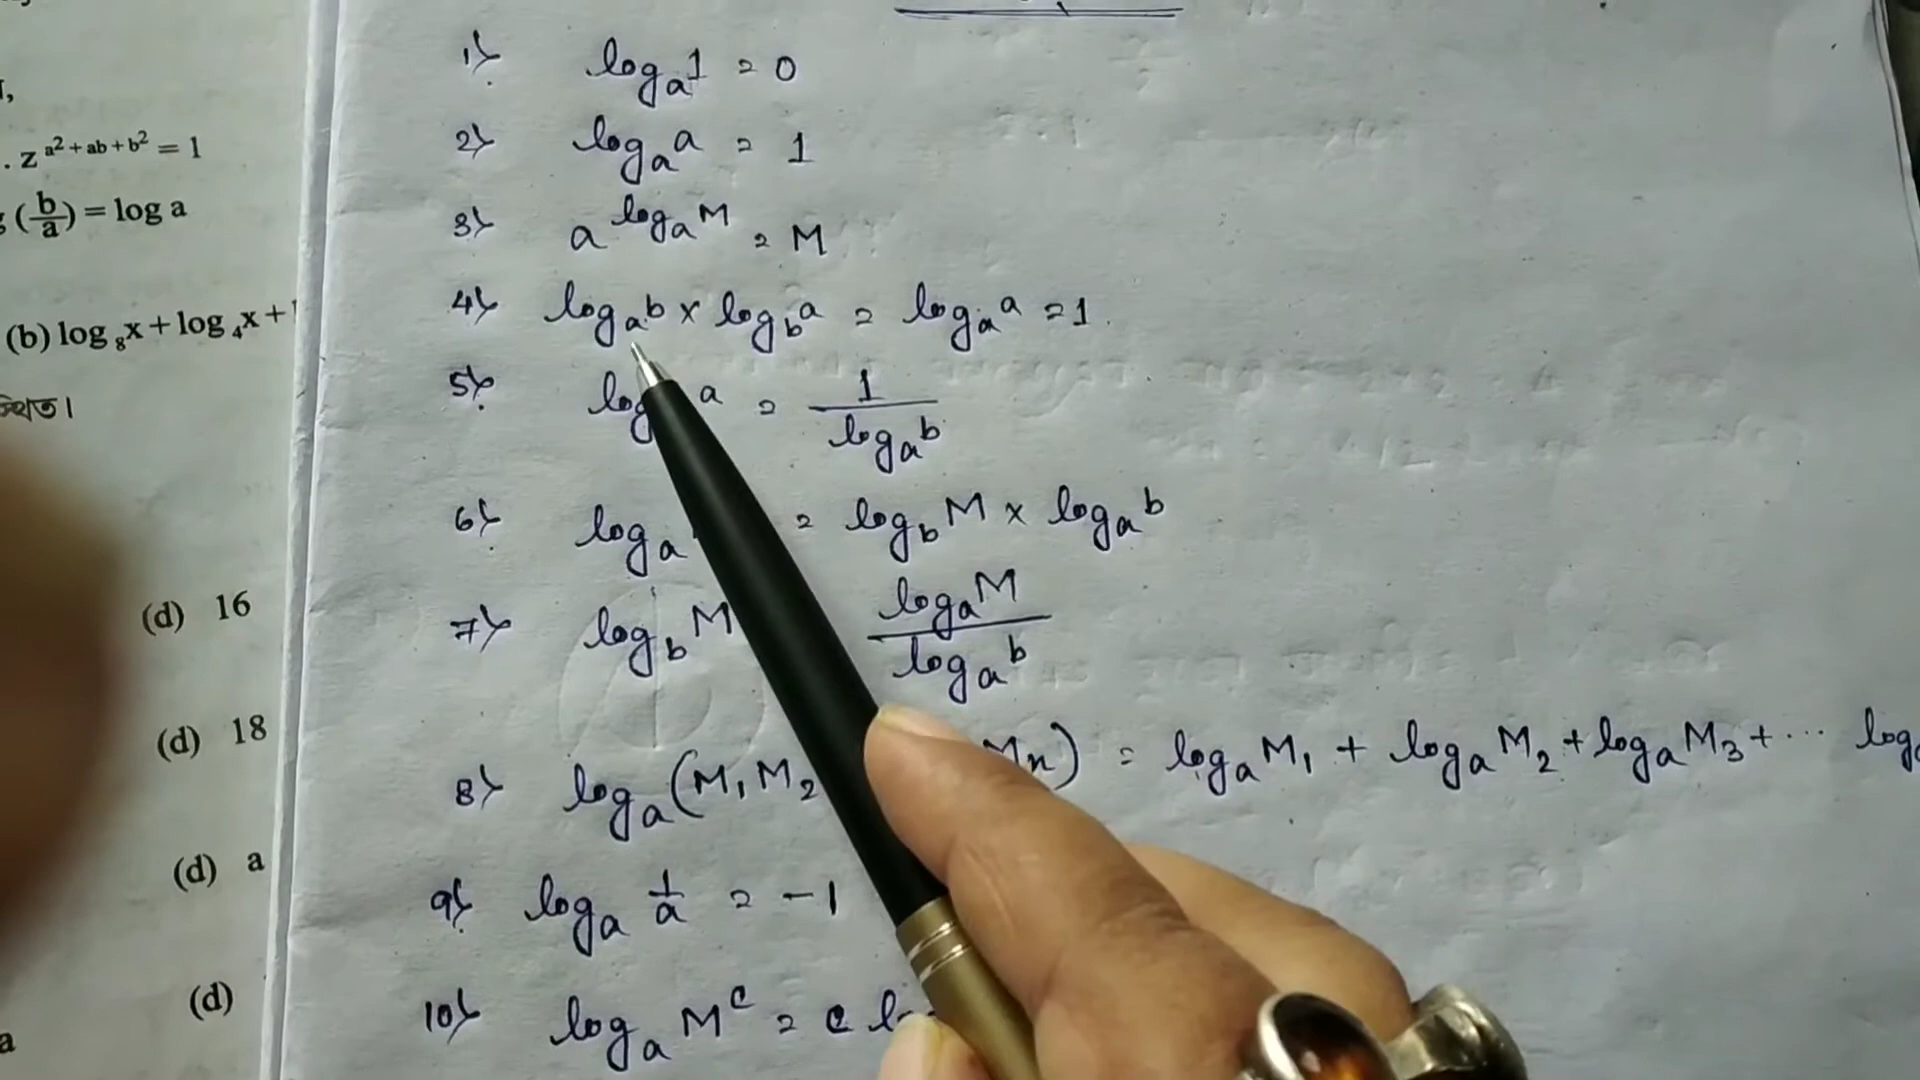 z^{a²+ab+b²} = 1
(b/a) = log a
(b) log₈x + log₄x +
(d) 16
(d) 18
(d) a
(d)
a
1) logₐ1 = 0
2) logₐa = 1
3) a^{logₐM} = M
4) logₐb × log_b a = logₐa = 1.
5) log a = 1/logₐb
6) logₐ = log_b M × logₐb
7) log_b M logₐM/logₐb
8) logₐ(M₁M₂ Mn) = logₐM₁ + logₐM₂ + logₐM₃ + ... log
9) logₐ 1/a = -1
10) logₐ M^c = c